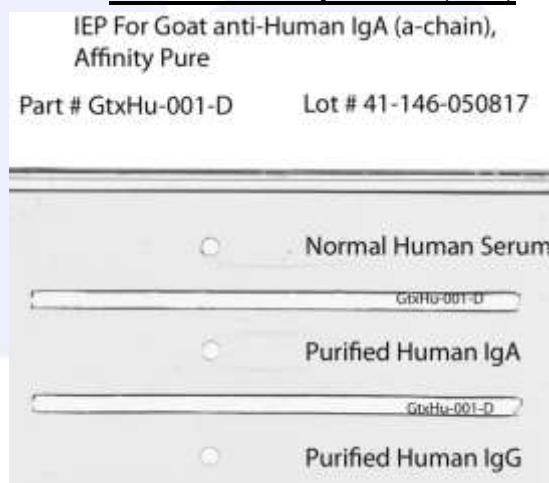 IEP For Goat anti-Human IgA (a-chain),
Affinity Pure
Part # GtxHu-001-D Lot # 41-146-050817
Normal Human Serum
GtxHu-001-D
Purified Human IgA
GtxHu-001-D
Purified Human IgG